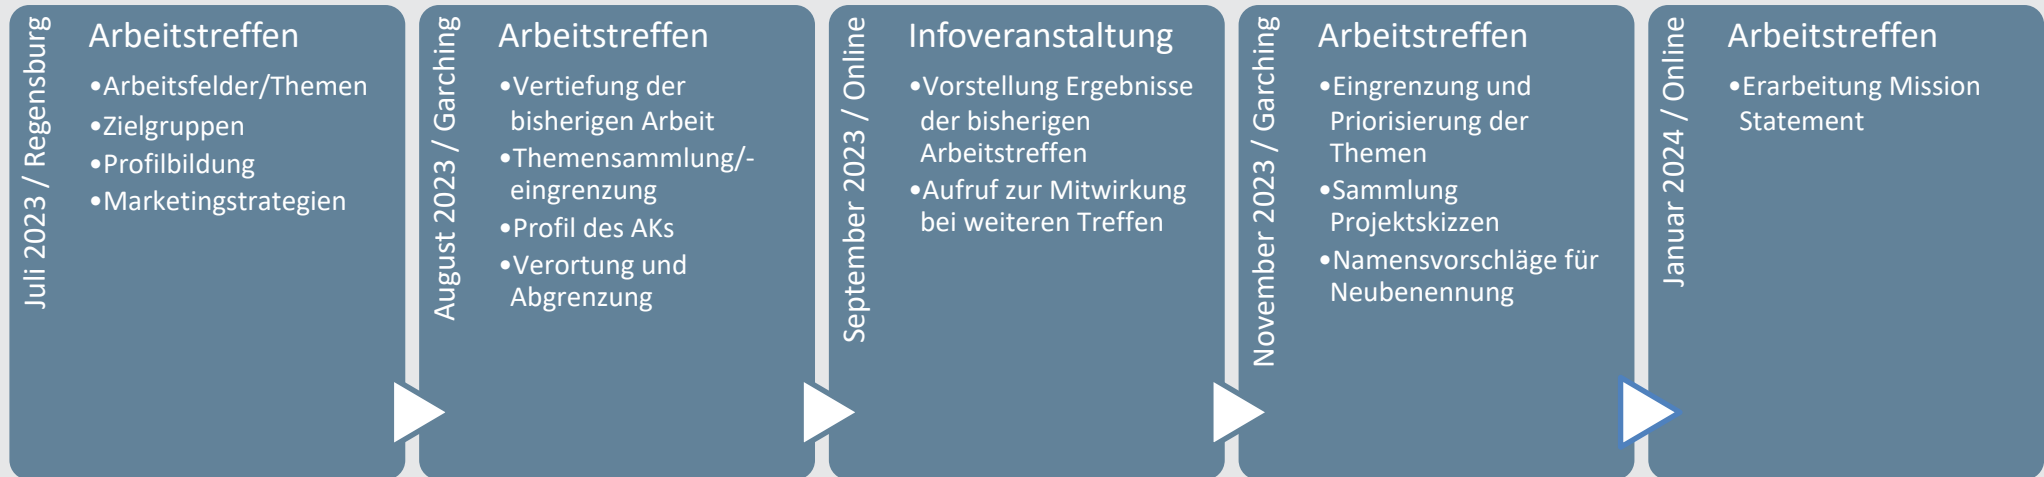 Juli 2023 / Regensburg
Arbeitstreffen
•Arbeitsfelder/Themen
•Zielgruppen
•Profilbildung
•Marketingstrategien
August 2023 / Garching
Arbeitstreffen
•Vertiefung der
bisherigen Arbeit
•Themensammlung/-
eingrenzung
•Profil des AKs
•Verortung und
Abgrenzung
September 2023 / Online
Infoveranstaltung
•Vorstellung Ergebnisse
der bisherigen
Arbeitstreffen
•Aufruf zur Mitwirkung
bei weiteren Treffen
November 2023 / Garching
Arbeitstreffen
•Eingrenzung und
Priorisierung der
Themen
•Sammlung
Projektskizzen
•Namensvorschläge für
Neubenennung
Januar 2024 / Online
Arbeitstreffen
•Erarbeitung Mission
Statement